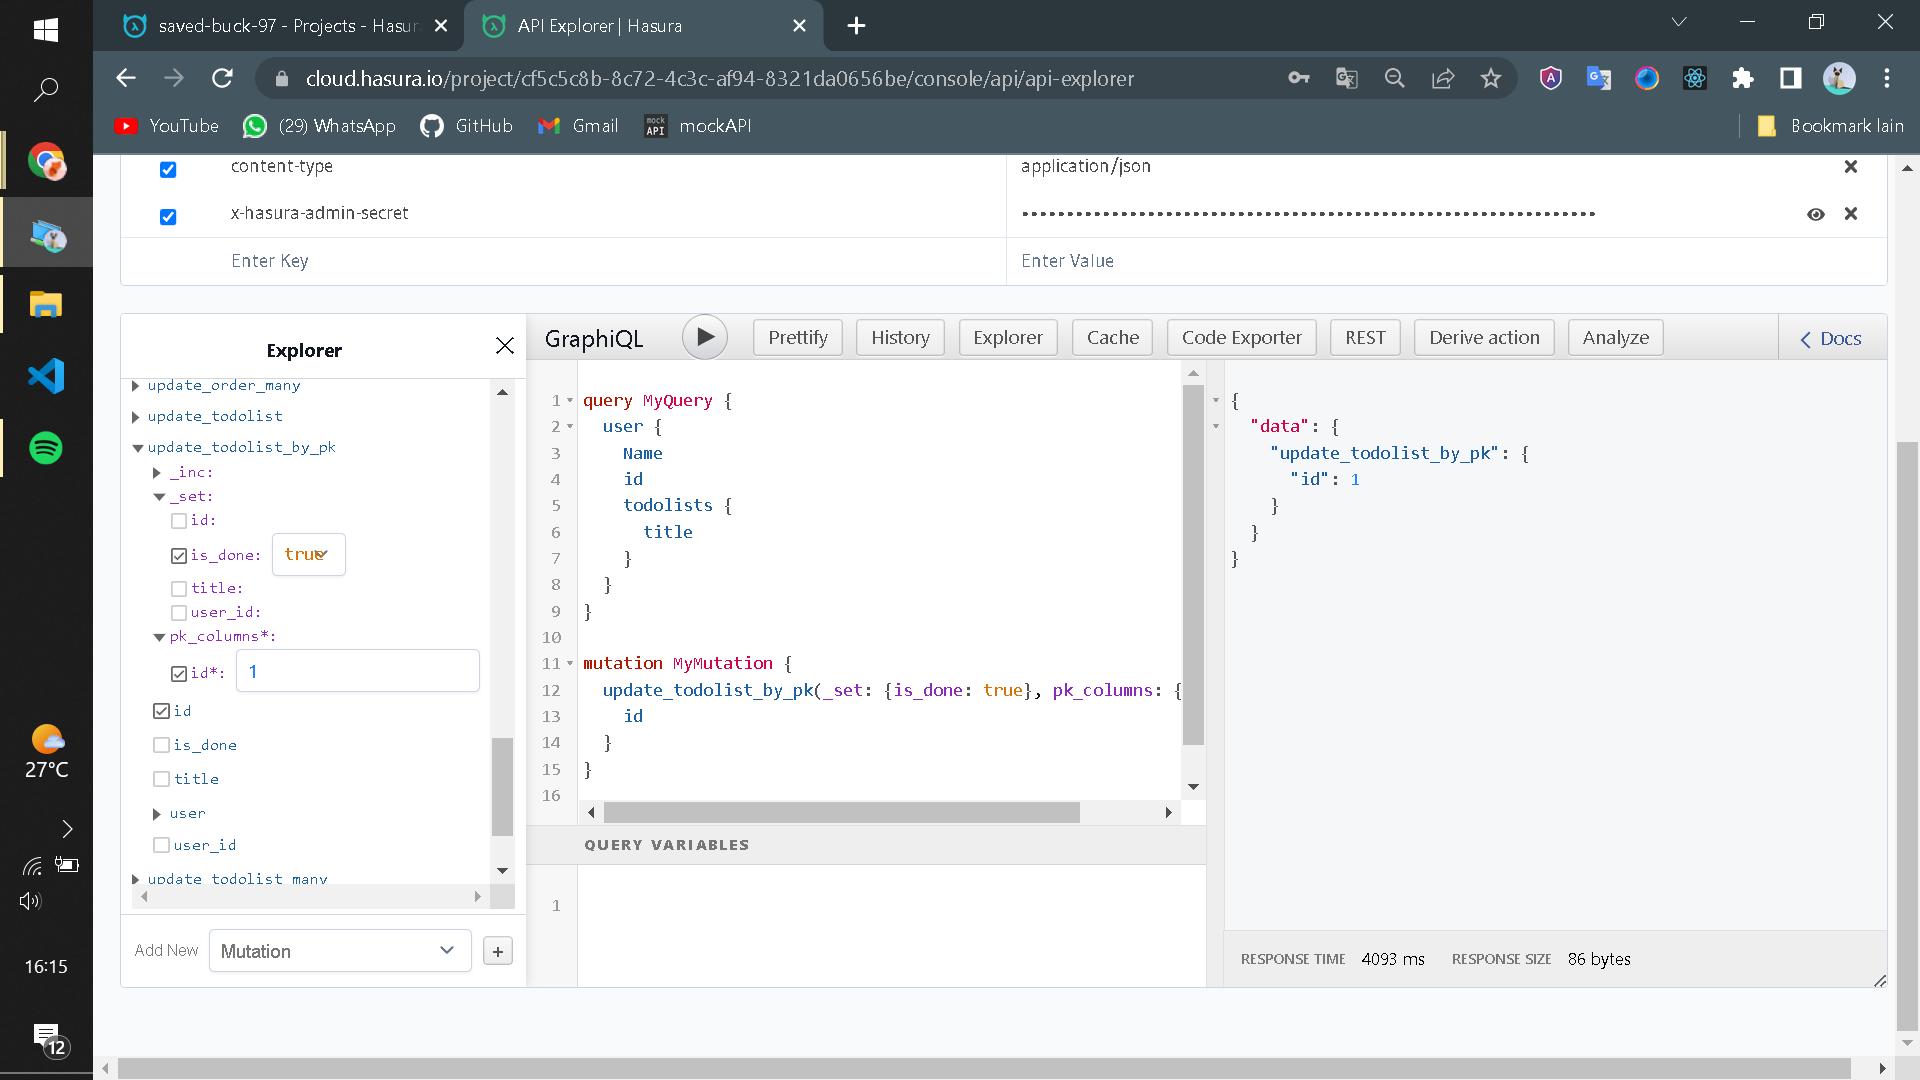 saved-buck-97 - Projects - Hasur
API Explorer | Hasura
cloud.hasura.io/project/cf5c5c8b-8c72-4c3c-af94-8321da0656be/console/api/api-explorer
YouTube
(29) WhatsApp
GitHub
Gmail
mock API
mockAPI
Bookmark lain
content-type
application/json
x-hasura-admin-secret
••••••••••••••••••••••••••••••••••••••••••••••••••••••••••••••••
Enter Key
Enter Value
Explorer
GraphiQL
Prettify
History
Explorer
Cache
Code Exporter
REST
Derive action
Analyze
Docs
update_order_many
update_todolist
update_todolist_by_pk
_inc:
_set:
id:
is_done: true
title:
user_id:
pk_columns*:
id*: 1
id
is_done
title
user
user_id
update_todolist_many
Add New Mutation +
1 query MyQuery {
2 user {
3 Name
4 id
5 todolists {
6 title
7 }
8 }
9 }
10
11 mutation MyMutation {
12 update_todolist_by_pk(_set: {is_done: true}, pk_columns: {
13 id
14 }
15 }
16
QUERY VARIABLES
1
{
"data": {
"update_todolist_by_pk": {
"id": 1
}
}
}
RESPONSE TIME 4093 ms RESPONSE SIZE 86 bytes
27°C
16:15
12